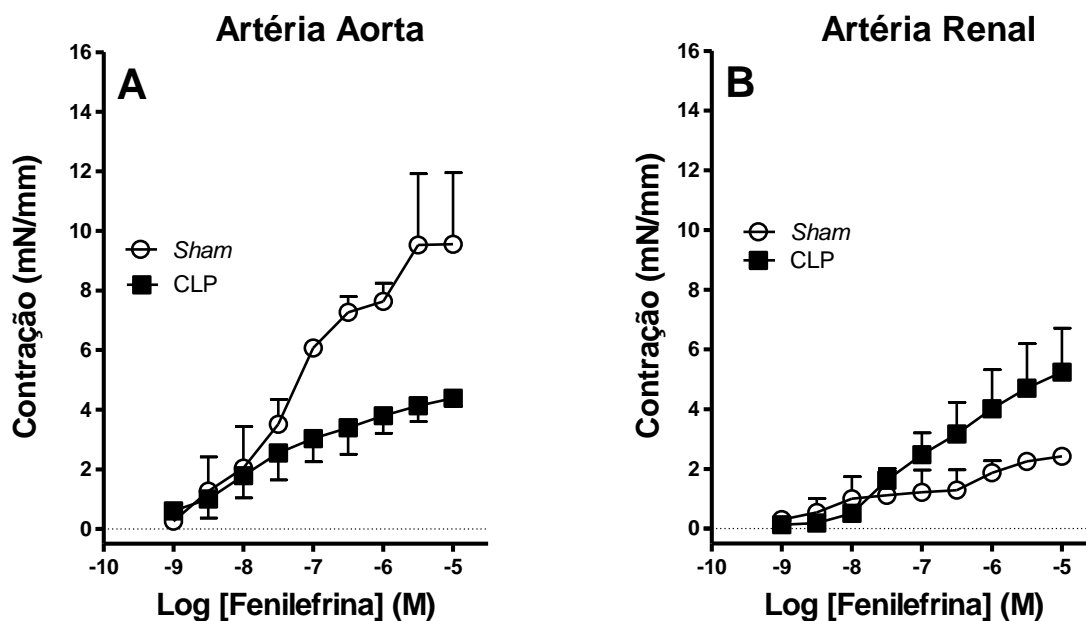 Artéria Aorta
A
Contração (mN/mm)
16
14
12
10
8
6
4
2
0
Sham
CLP
-10 -9 -8 -7 -6 -5
Log [Fenilefrina] (M)
Artéria Renal
B
Contração (mN/mm)
16
14
12
10
8
6
4
2
0
Sham
CLP
-10 -9 -8 -7 -6 -5
Log [Fenilefrina] (M)